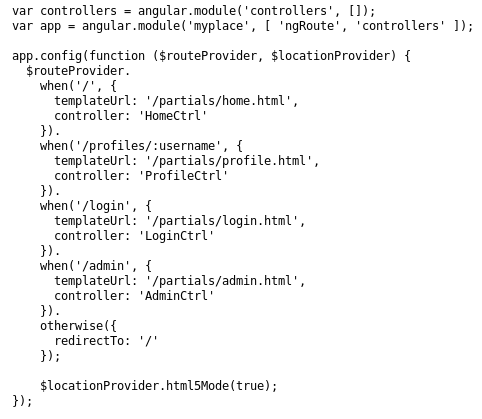 var controllers = angular.module('controllers', []);
var app = angular.module('myplace', [ 'ngRoute', 'controllers' ]);

app.config(function ($routeProvider, $locationProvider) {
  $routeProvider.
    when('/', {
      templateUrl: '/partials/home.html',
      controller: 'HomeCtrl'
    }).
    when('/profiles/:username', {
      templateUrl: '/partials/profile.html',
      controller: 'ProfileCtrl'
    }).
    when('/login', {
      templateUrl: '/partials/login.html',
      controller: 'LoginCtrl'
    }).
    when('/admin', {
      templateUrl: '/partials/admin.html',
      controller: 'AdminCtrl'
    }).
    otherwise({
      redirectTo: '/'
    });

    $locationProvider.html5Mode(true);
});